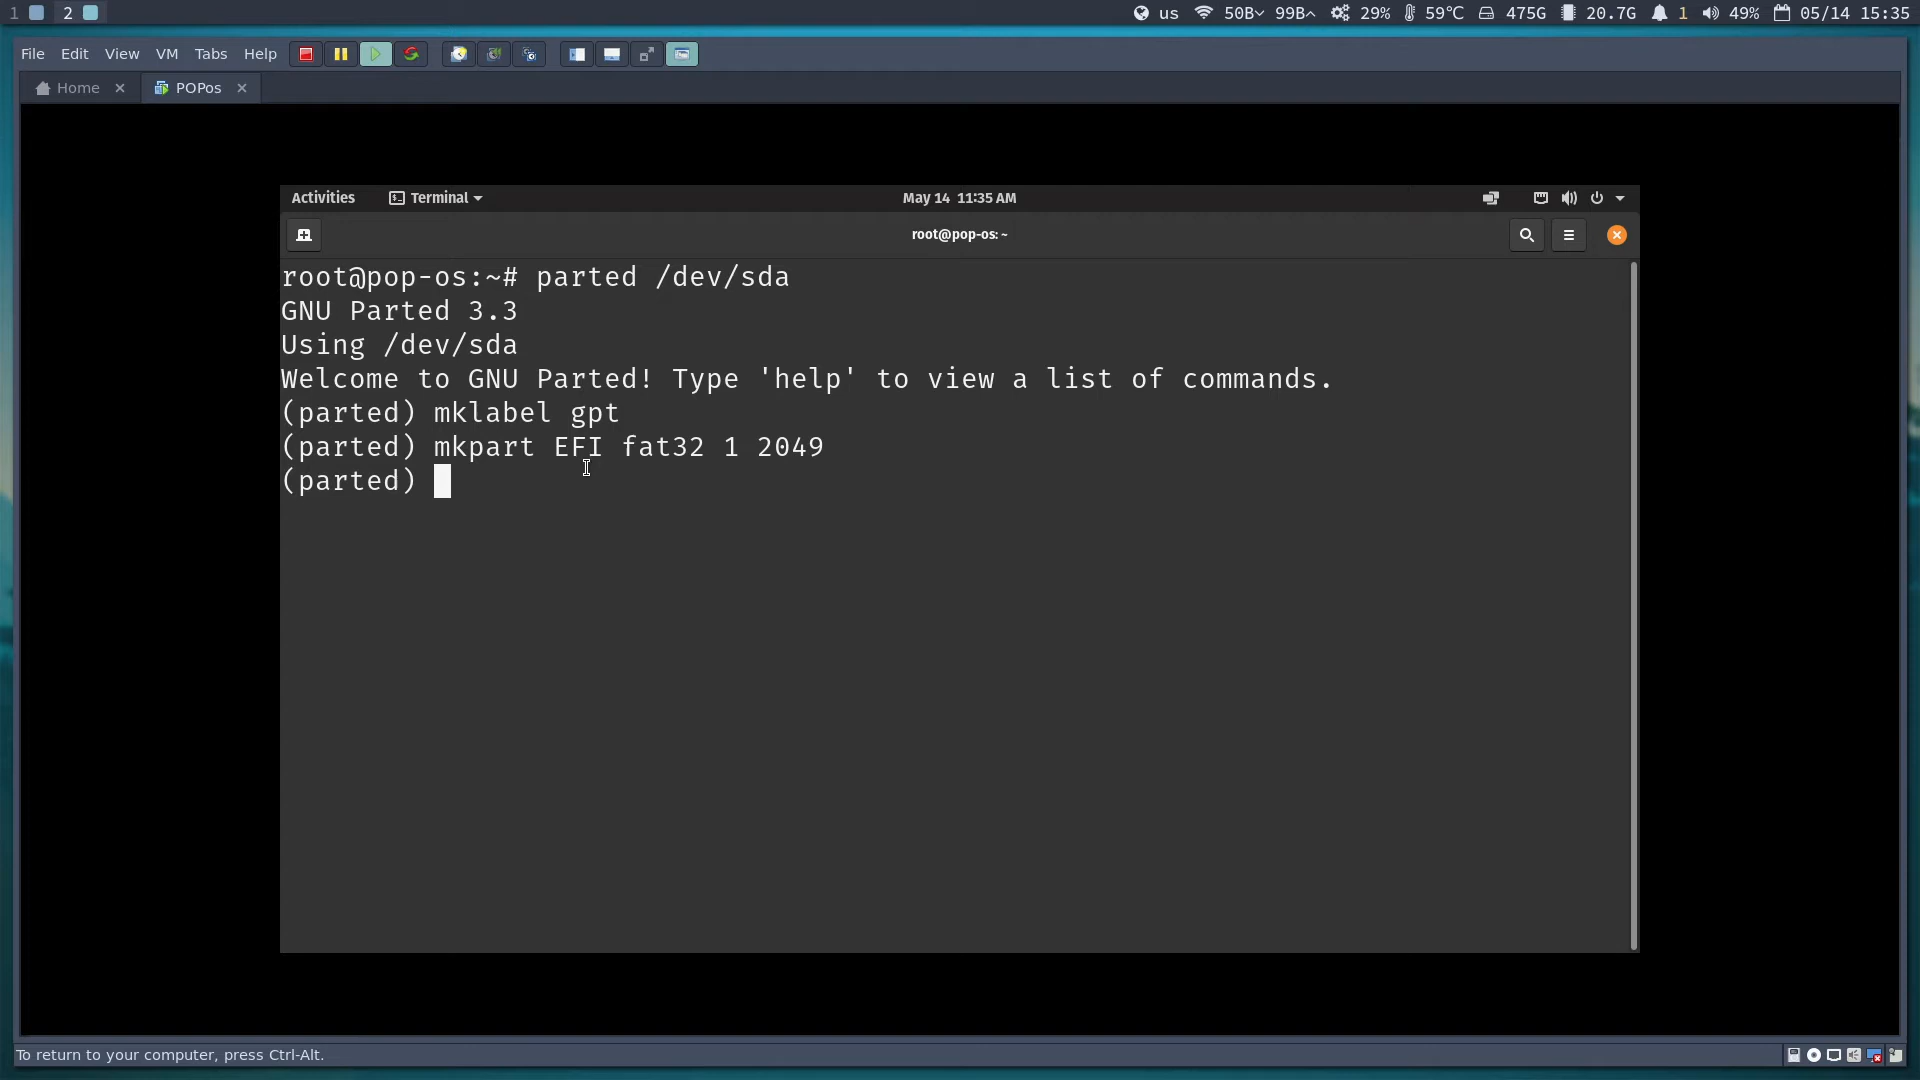 1 2 us 50B 99B 29% 59℃ 475G 20.7G 1 49% 05/14 15:35
File Edit View VM Tabs Help
Home POPos
Activities Terminal May 14 11:35 AM
root@pop-os: ~
root@pop-os:~# parted /dev/sda
GNU Parted 3.3
Using /dev/sda
Welcome to GNU Parted! Type 'help' to view a list of commands.
(parted) mklabel gpt
(parted) mkpart EFI fat32 1 2049
(parted)
To return to your computer, press Ctrl-Alt.